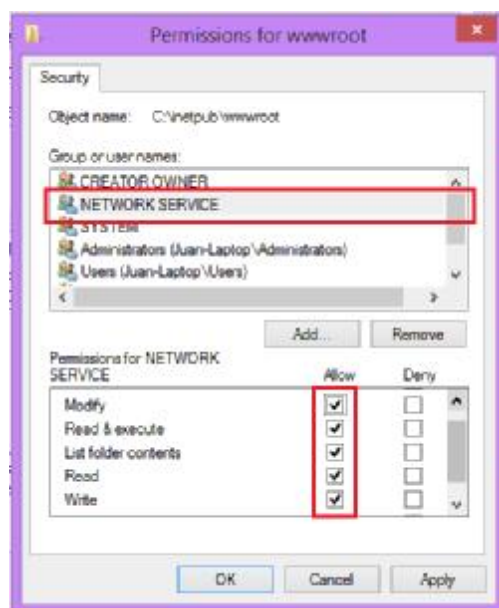 Permissions for wwwroot
Security
Object name: C:\inetpub\wwwroot
Group or user names:
CREATOR OWNER
NETWORK SERVICE
SYSTEM
Administrators (Juan-Laptop\Administrators)
Users (Juan-Laptop\Users)
Add... Remove
Permissions for NETWORK
SERVICE Allow Deny
Modify
Read & execute
List folder contents
Read
Write
OK Cancel Apply